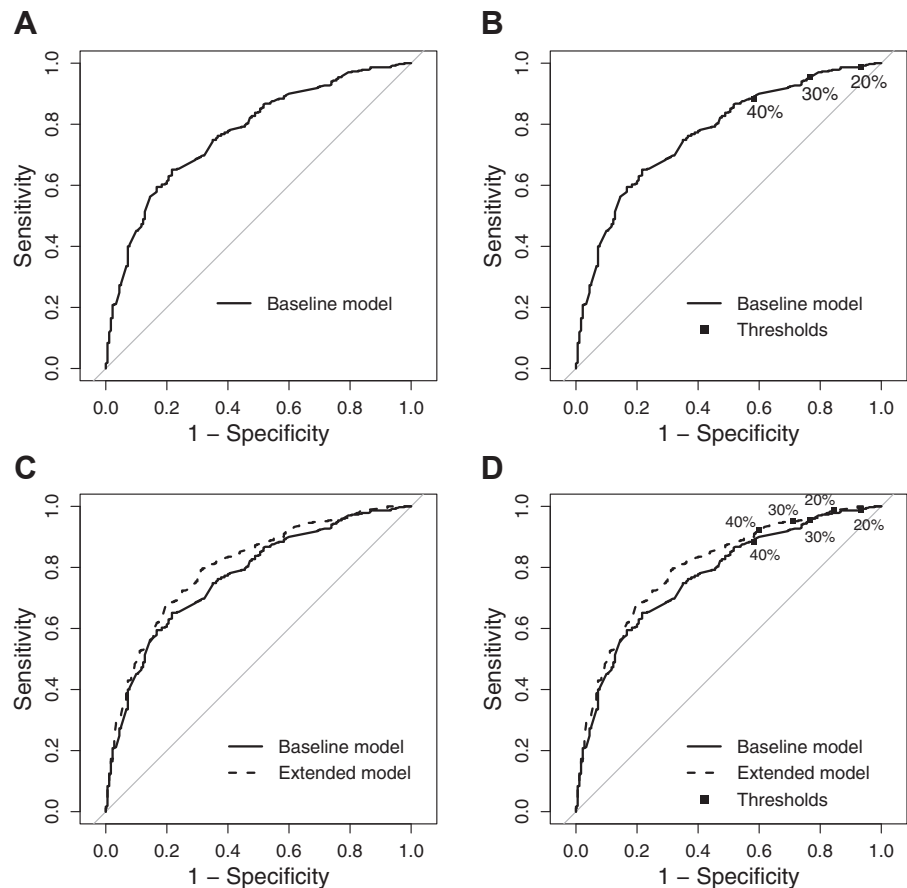 A
Sensitivity
0.0 0.2 0.4 0.6 0.8 1.0
Baseline model
0.0 0.2 0.4 0.6 0.8 1.0
1 − Specificity
B
Sensitivity
0.0 0.2 0.4 0.6 0.8 1.0
40%
30%
20%
Baseline model
Thresholds
0.0 0.2 0.4 0.6 0.8 1.0
1 − Specificity
C
Sensitivity
0.0 0.2 0.4 0.6 0.8 1.0
Baseline model
Extended model
0.0 0.2 0.4 0.6 0.8 1.0
1 − Specificity
D
Sensitivity
0.0 0.2 0.4 0.6 0.8 1.0
40%
30%
20%
40%
30%
20%
Baseline model
Extended model
Thresholds
0.0 0.2 0.4 0.6 0.8 1.0
1 − Specificity